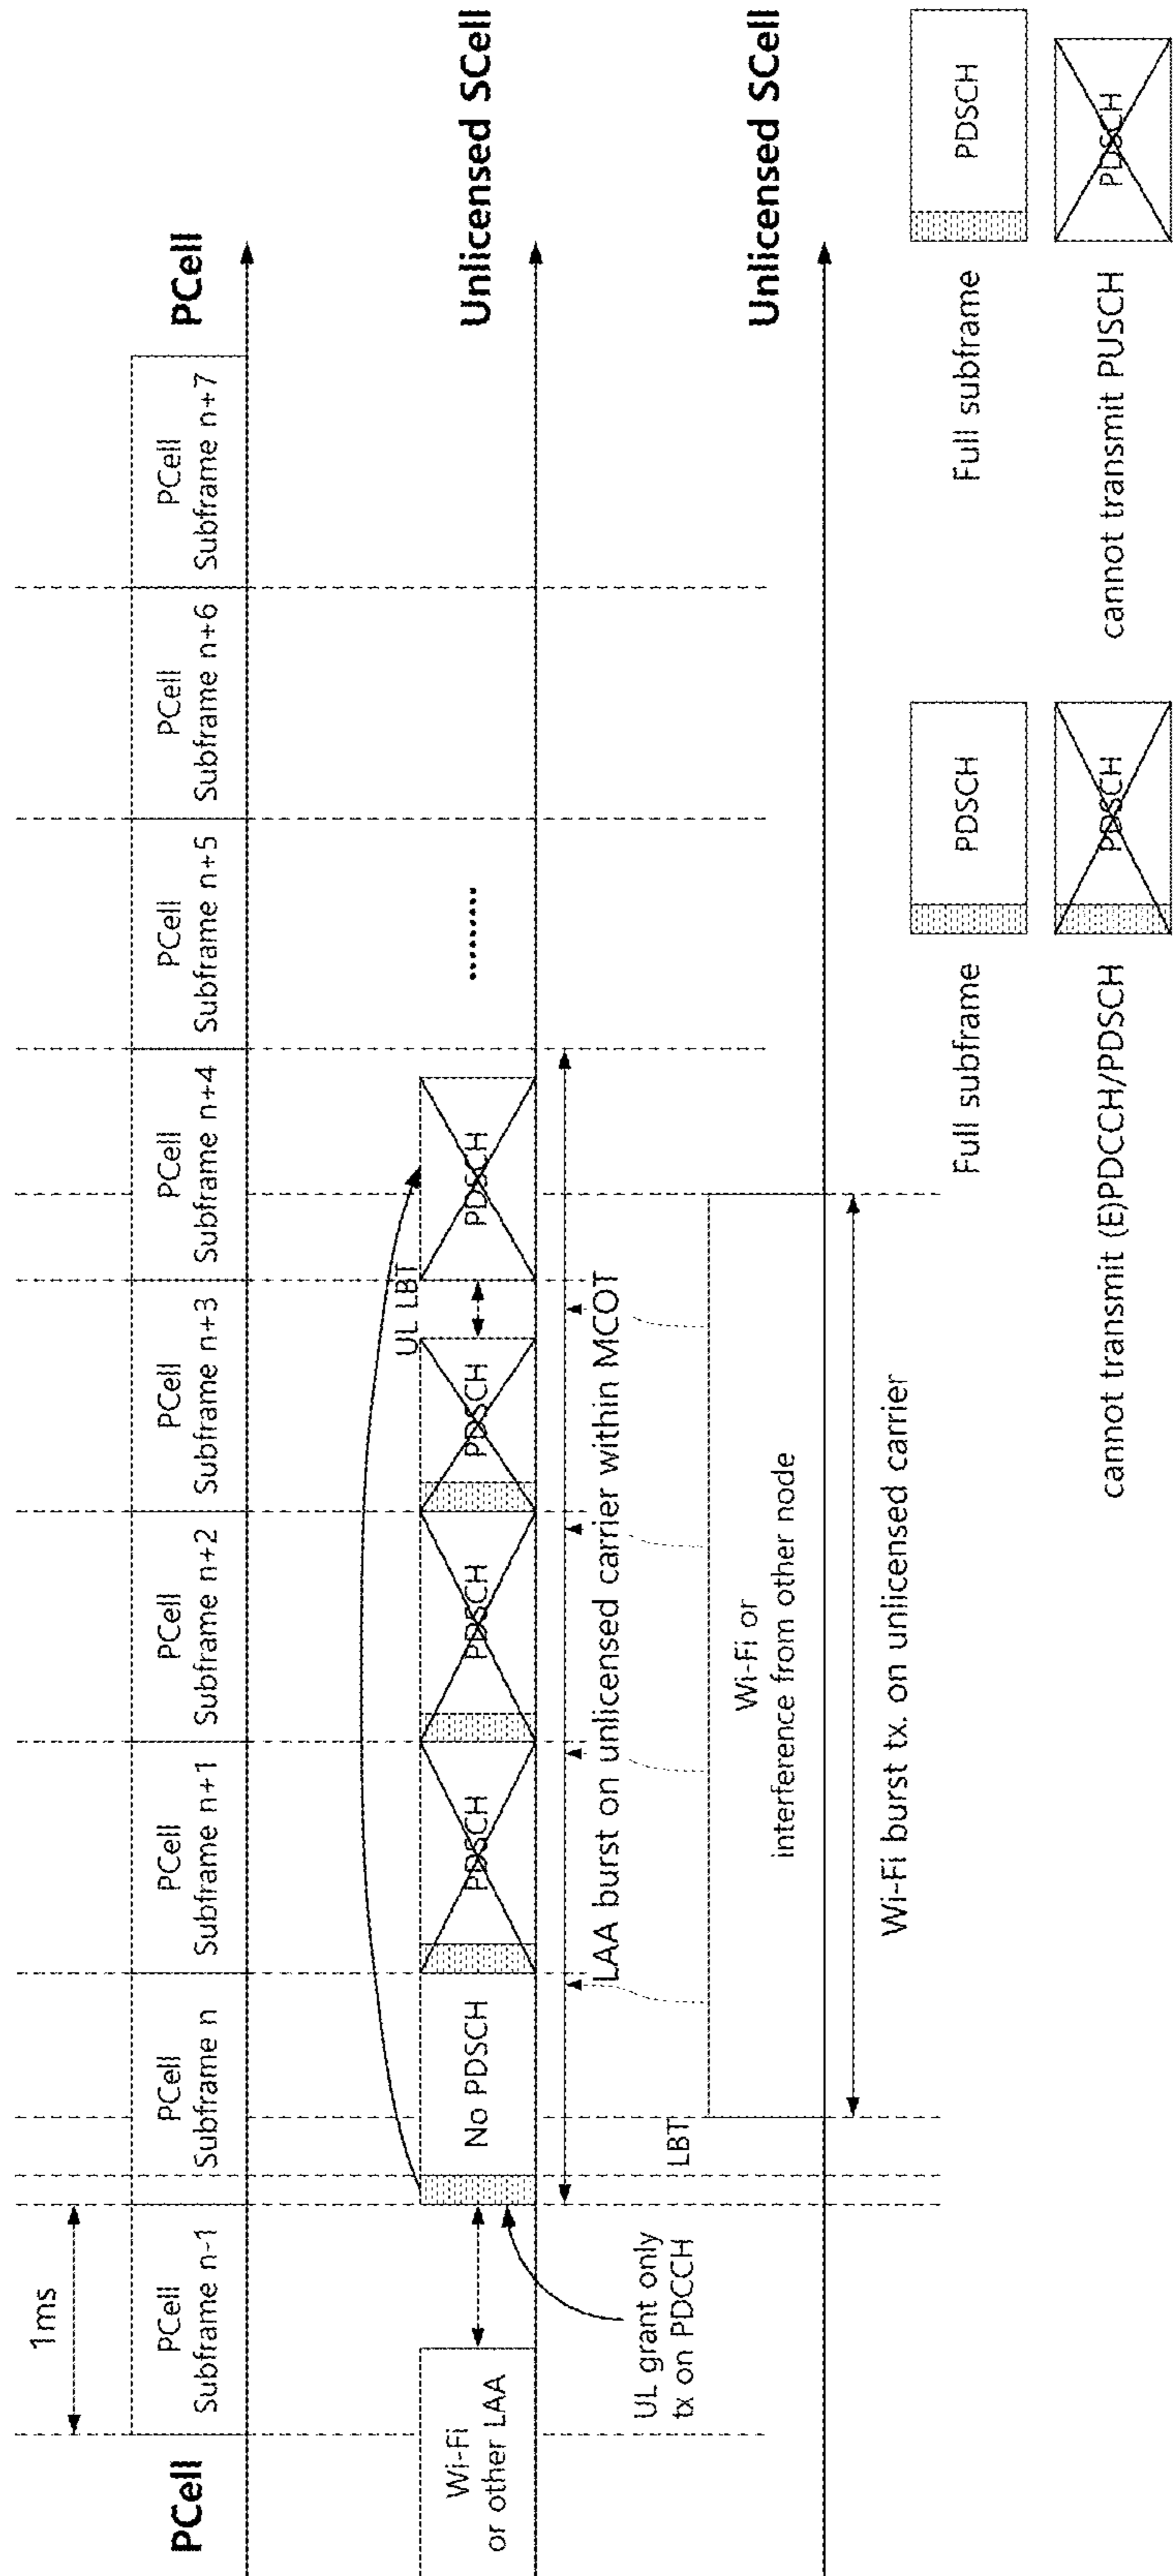 1ms
PCell
PCell
Subframe n-1
PCell
Subframe n
PCell
Subframe n+1
PCell
Subframe n+2
PCell
Subframe n+3
PCell
Subframe n+4
PCell
Subframe n+5
PCell
Subframe n+6
PCell
Subframe n+7
PCell
Wi-Fi
or other LAA
No PDSCH
PDSCH
PDSCH
PDSCH
UL LBT
PDSCH
........
Unlicensed SCell
UL grant only
tx on PDCCH
LAA burst on unlicensed carrier within MCOT
LBT
Wi-Fi or
interference from other node
Unlicensed SCell
Wi-Fi burst tx. on unlicensed carrier
Full subframe
PDSCH
Full subframe
PDSCH
cannot transmit (E)PDCCH/PDSCH
PDSCH
cannot transmit PUSCH
PDSCH